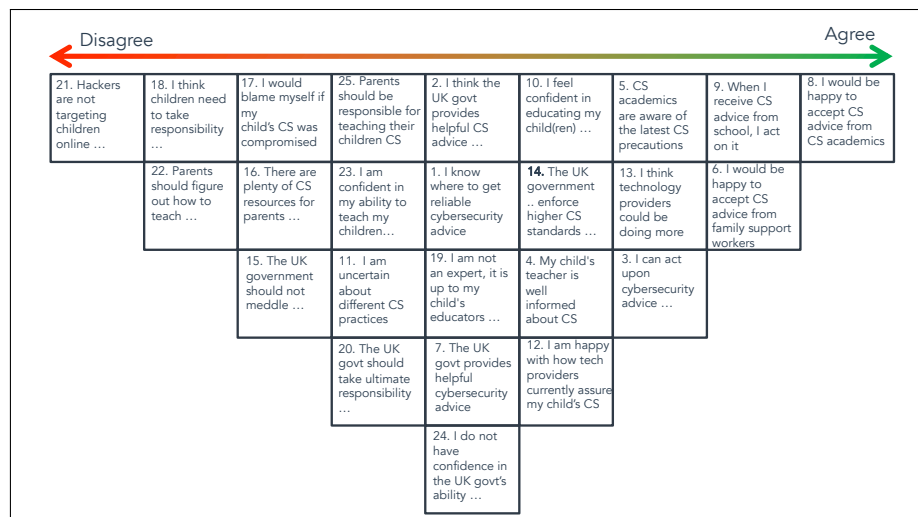 Disagree
Agree
21. Hackers
are not
targeting
children
online ...
18. I think
children need
to take
responsibility
...
17. I would
blame myself if
my
child's CS was
compromised
25. Parents
should be
responsible for
teaching their
children CS
2. I think the
UK govt
provides
helpful CS
advice ...
10. I feel
confident in
educating my
child(ren) ...
5. CS
academics
are aware of
the latest CS
precautions
9. When I
receive CS
advice from
school, I act
on it
8. I would be
happy to
accept CS
advice from
CS academics
22. Parents
should figure
out how to
teach ...
16. There are
plenty of CS
resources for
parents ...
23. I am
confident in
my ability to
teach my
children...
1. I know
where to get
reliable
cybersecurity
advice
14. The UK
government
.. enforce
higher CS
standards ...
13. I think
technology
providers
could be
doing more
6. I would be
happy to
accept CS
advice from
family support
workers
15. The UK
government
should not
meddle ...
11. I am
uncertain
about
different CS
practices
19. I am not
an expert, it is
up to my
child's
educators ...
4. My child's
teacher is
well
informed
about CS
3. I can act
upon
cybersecurity
advice ...
20. The UK
govt should
take ultimate
responsibility
...
7. The UK
govt provides
helpful
cybersecurity
advice
12. I am happy
with how tech
providers
currently assure
my child's CS
24. I do not
have
confidence in
the UK govt's
ability ...